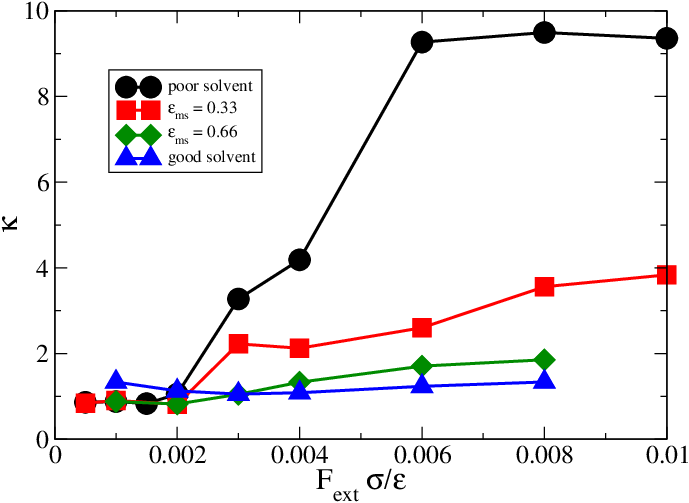 10
8
6
4
2
0
κ
poor solvent
ε_ms = 0.33
ε_ms = 0.66
good solvent
0 0.002 0.004 0.006 0.008 0.01
F_ext σ/ε